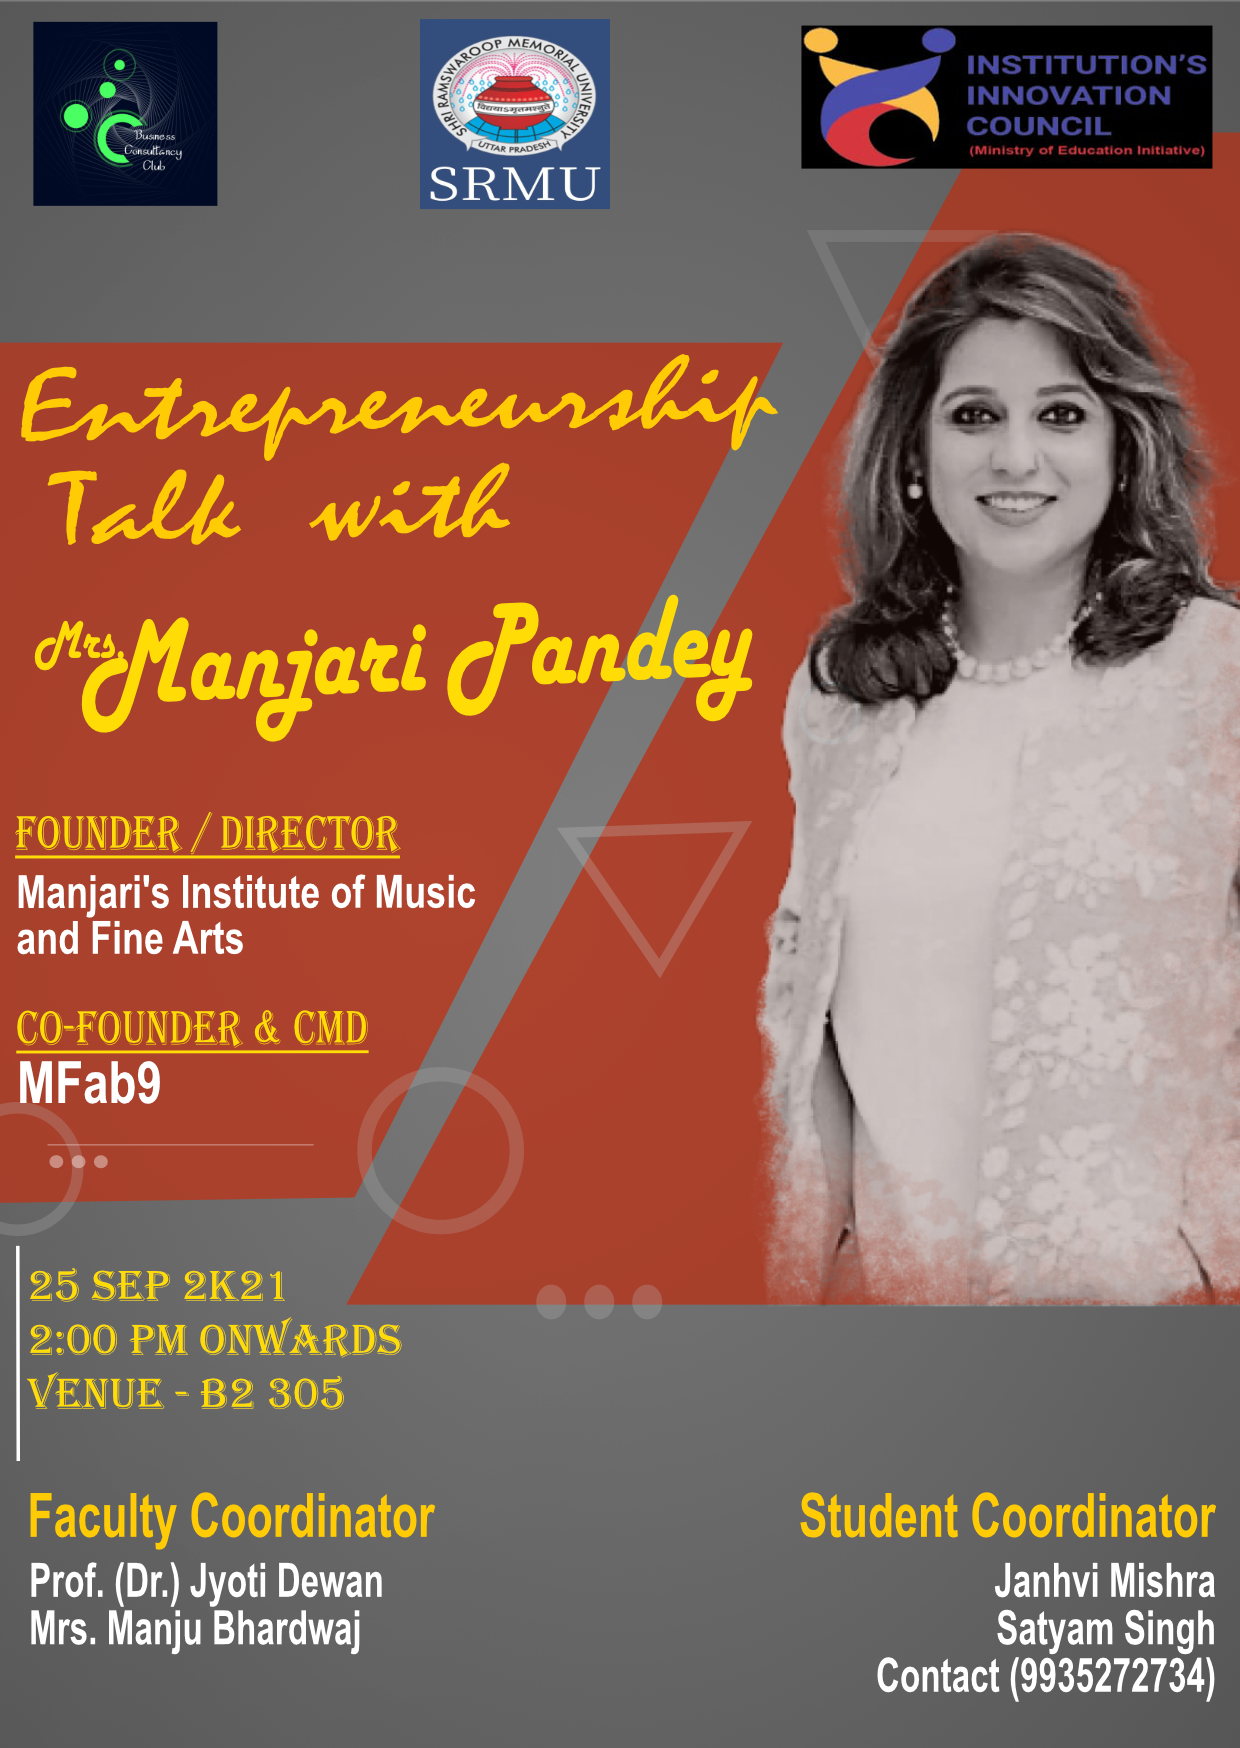 Business
Consultancy
Club
SHRI RAMSWAROOP MEMORIAL UNIVERSITY
विद्ययाऽमृतमश्नुते
UTTAR PRADESH
SRMU
INSTITUTION'S
INNOVATION
COUNCIL
(Ministry of Education Initiative)
Entrepreneurship
Talk with
Mrs. Manjari Pandey
FOUNDER / DIRECTOR
Manjari's Institute of Music
and Fine Arts
CO-FOUNDER & CMD
MFab9
25 SEP 2K21
2:00 PM ONWARDS
VENUE - B2 305
Faculty Coordinator
Prof. (Dr.) Jyoti Dewan
Mrs. Manju Bhardwaj
Student Coordinator
Janhvi Mishra
Satyam Singh
Contact (9935272734)